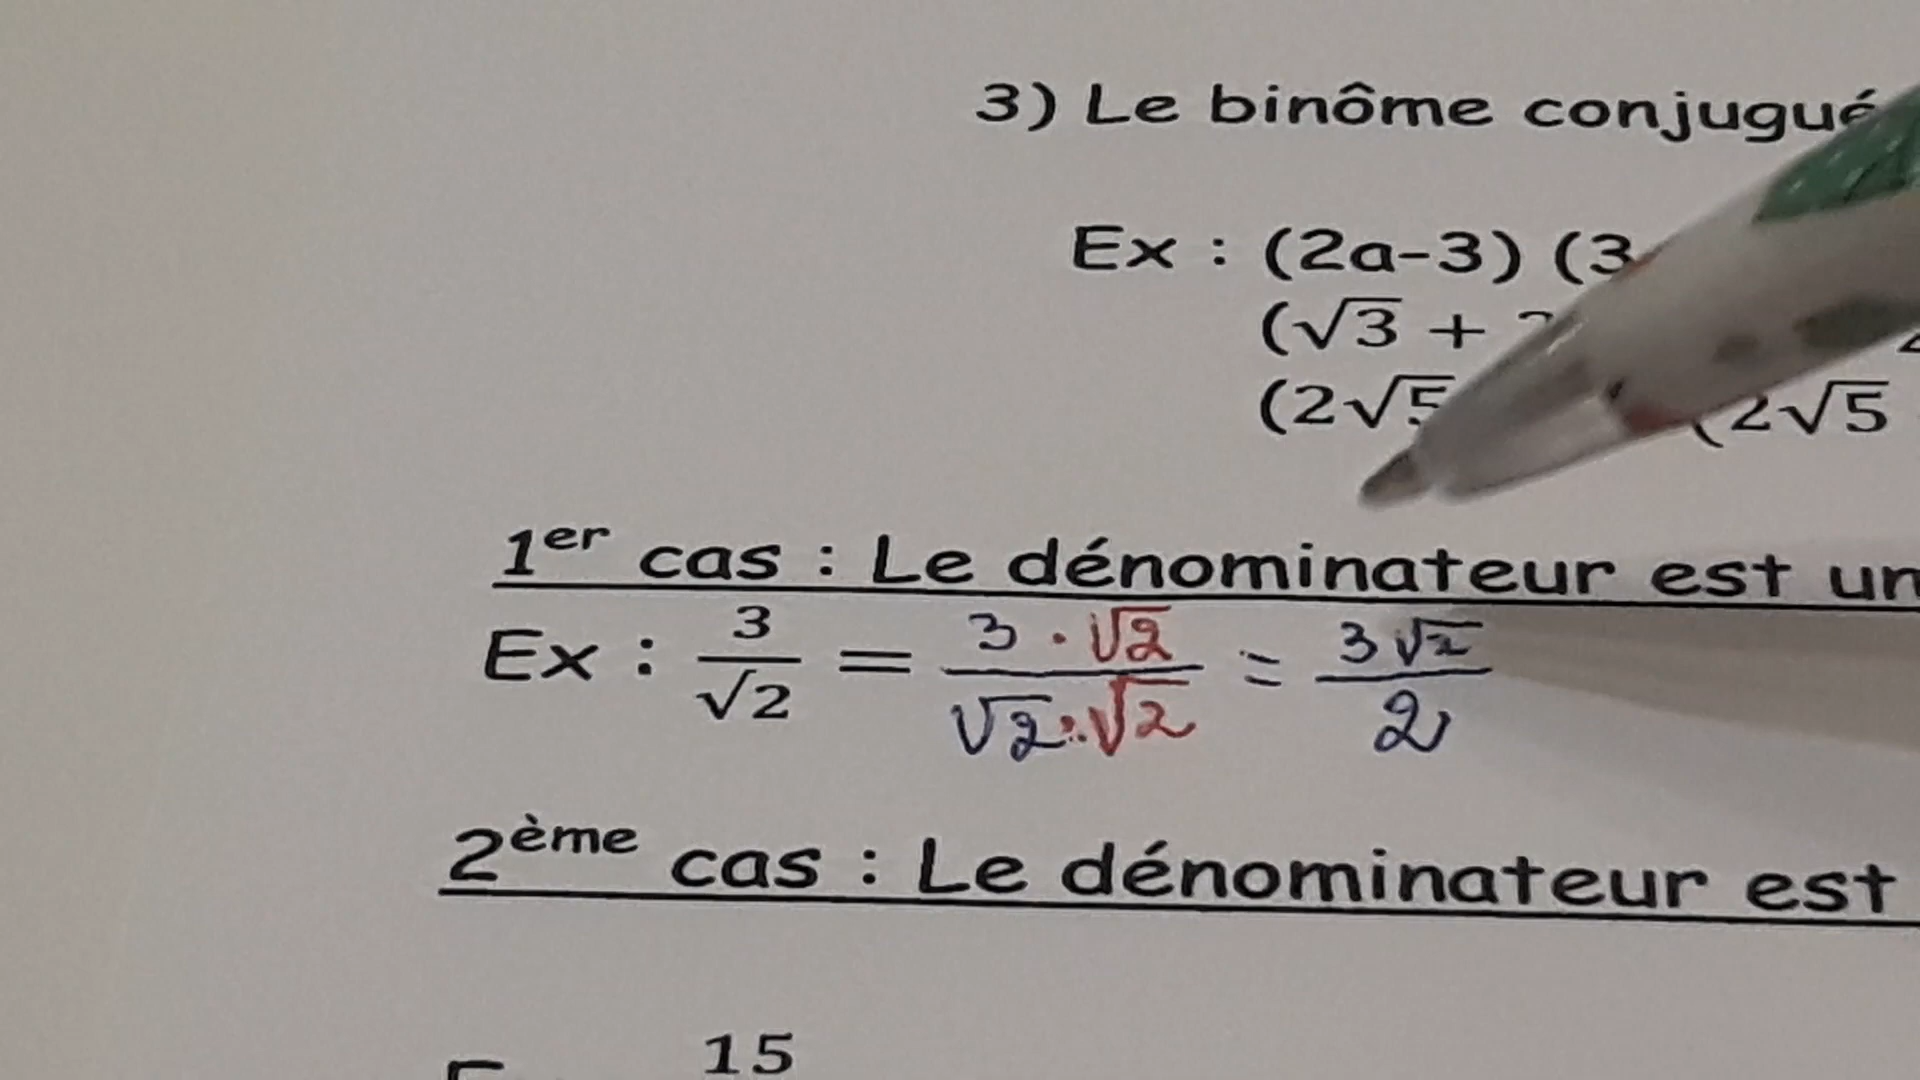 3) Le binôme conjugué
Ex : (2a-3) (3
(√3 +
(2√5 (2√5
1er cas : Le dénominateur est un
Ex : 3/√2 = 3 · √2/√2 · √2 = 3√2/2
2ème cas : Le dénominateur est
15